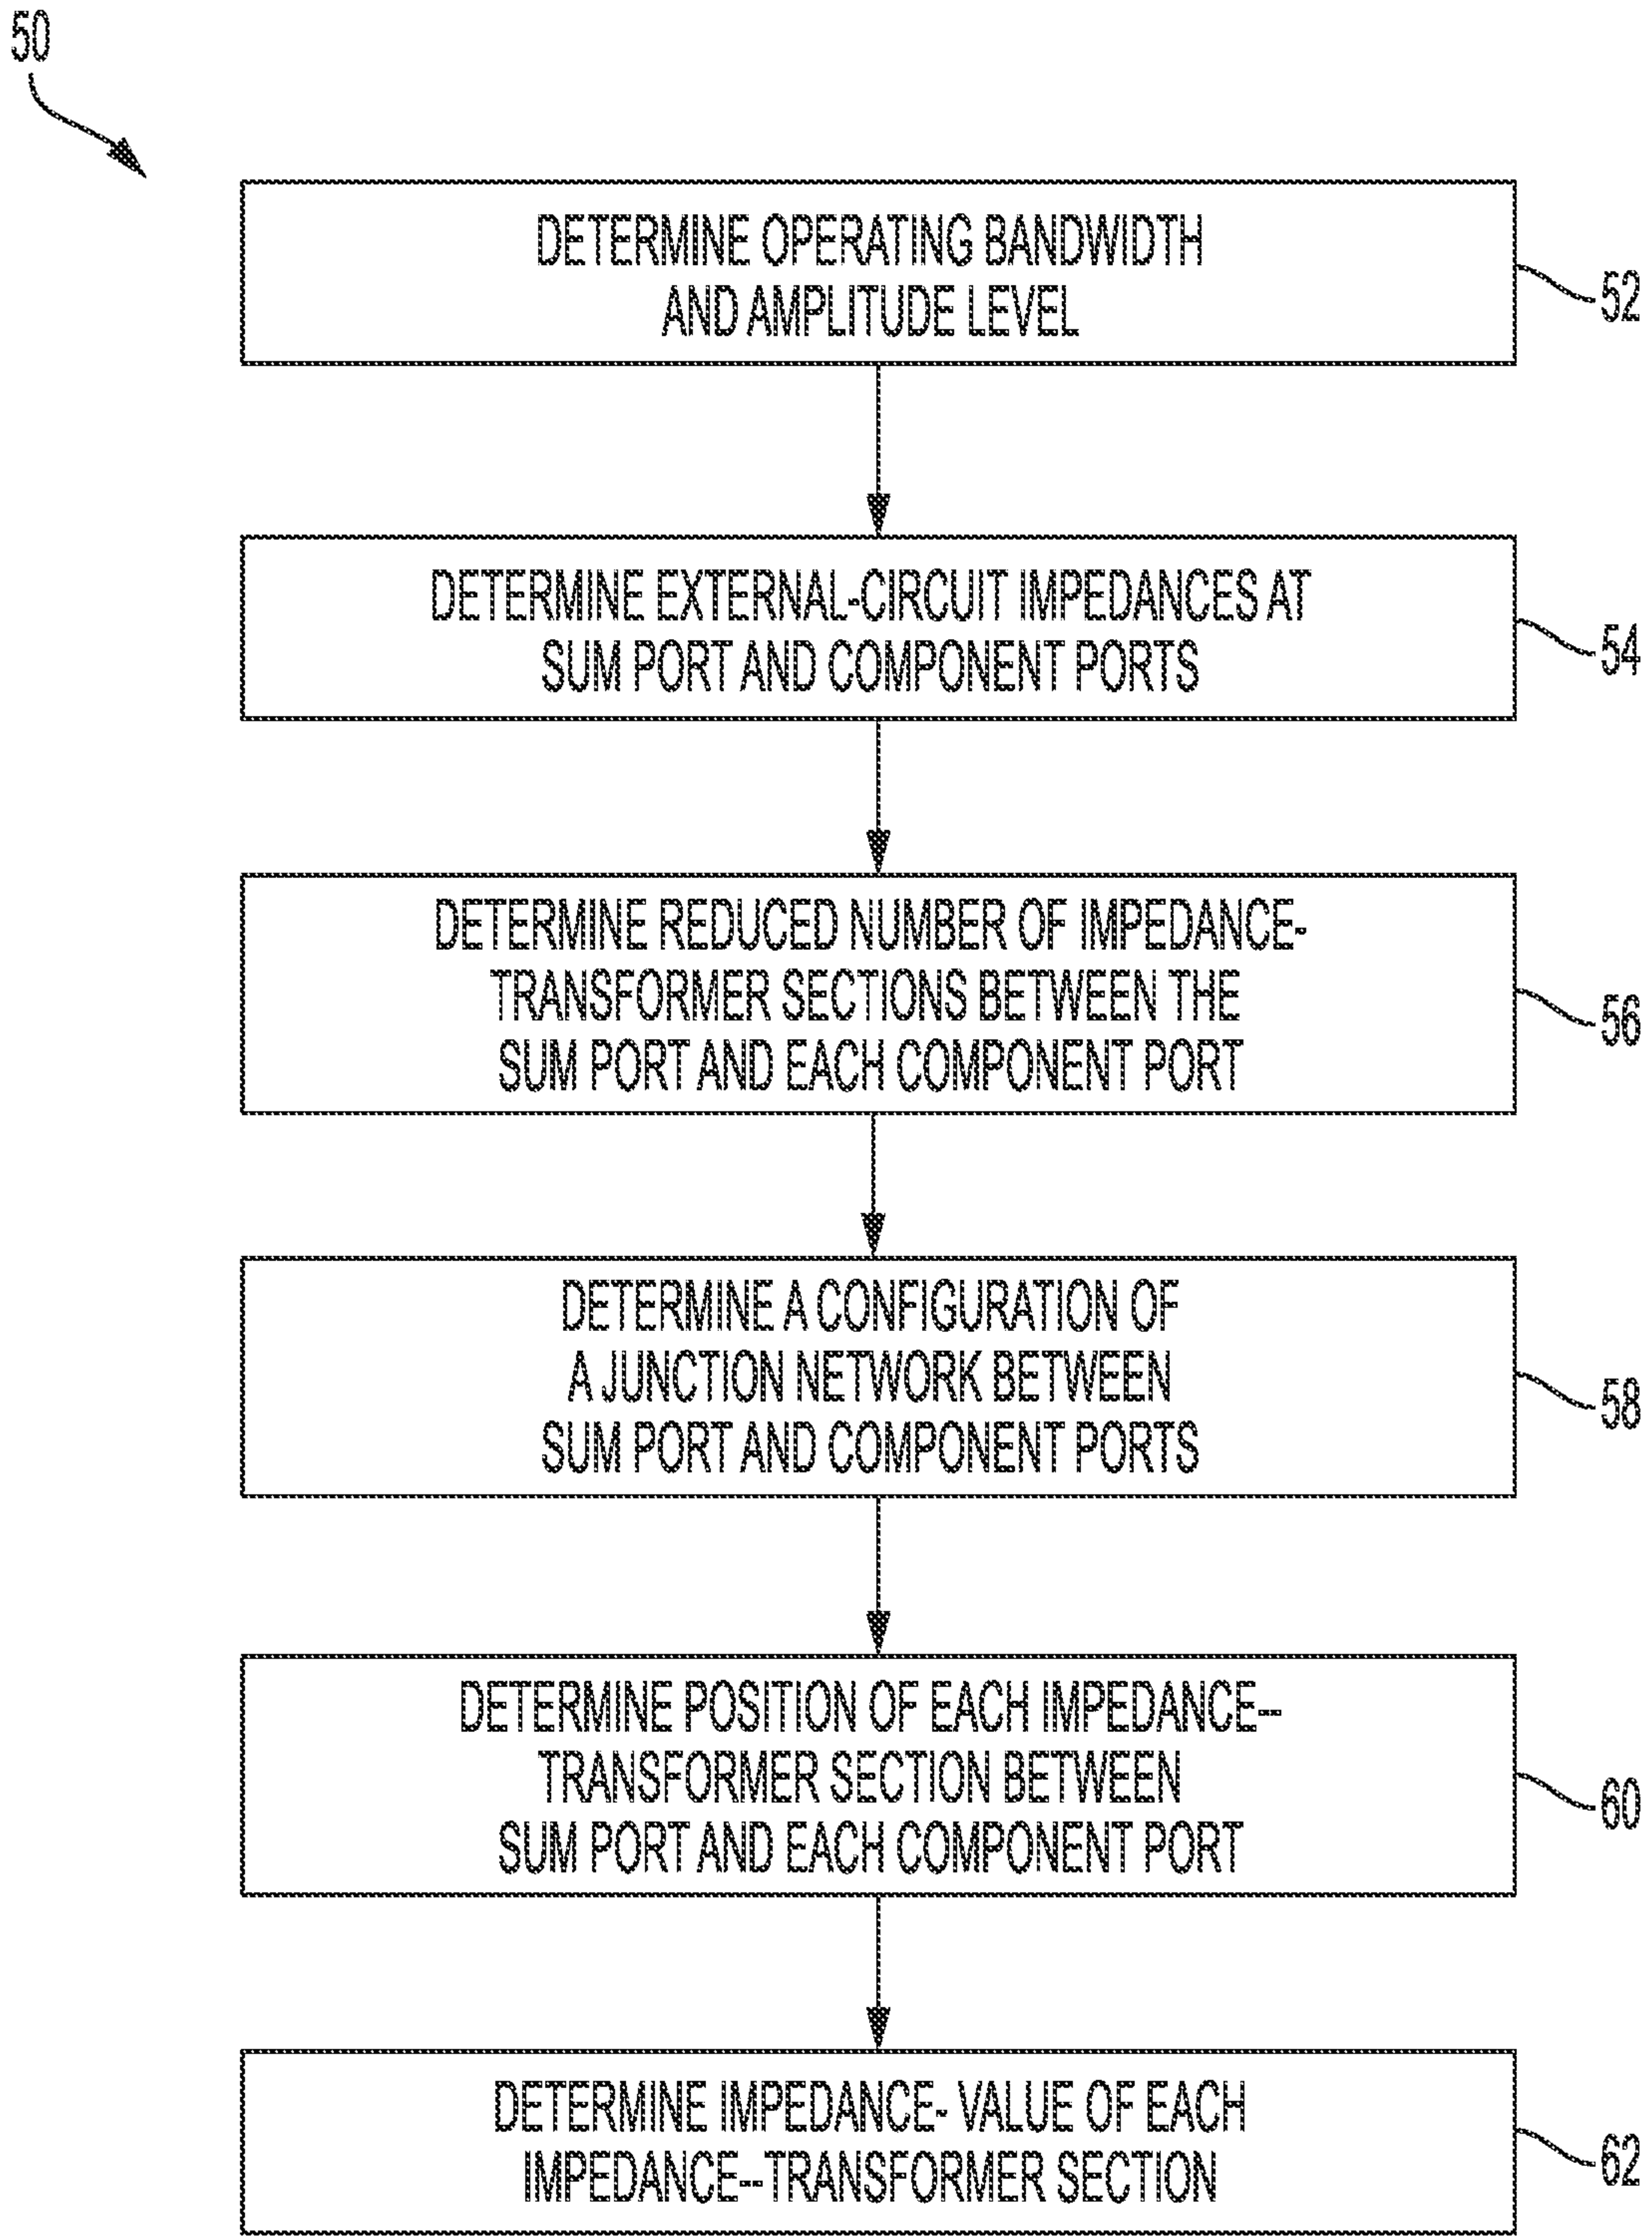 50
DETERMINE OPERATING BANDWIDTH
AND AMPLITUDE LEVEL
52
DETERMINE EXTERNAL-CIRCUIT IMPEDANCES AT
SUM PORT AND COMPONENT PORTS
54
DETERMINE REDUCED NUMBER OF IMPEDANCE-
TRANSFORMER SECTIONS BETWEEN THE
SUM PORT AND EACH COMPONENT PORT
56
DETERMINE A CONFIGURATION OF
A JUNCTION NETWORK BETWEEN
SUM PORT AND COMPONENT PORTS
58
DETERMINE POSITION OF EACH IMPEDANCE--
TRANSFORMER SECTION BETWEEN
SUM PORT AND EACH COMPONENT PORT
60
DETERMINE IMPEDANCE- VALUE OF EACH
IMPEDANCE--TRANSFORMER SECTION
62